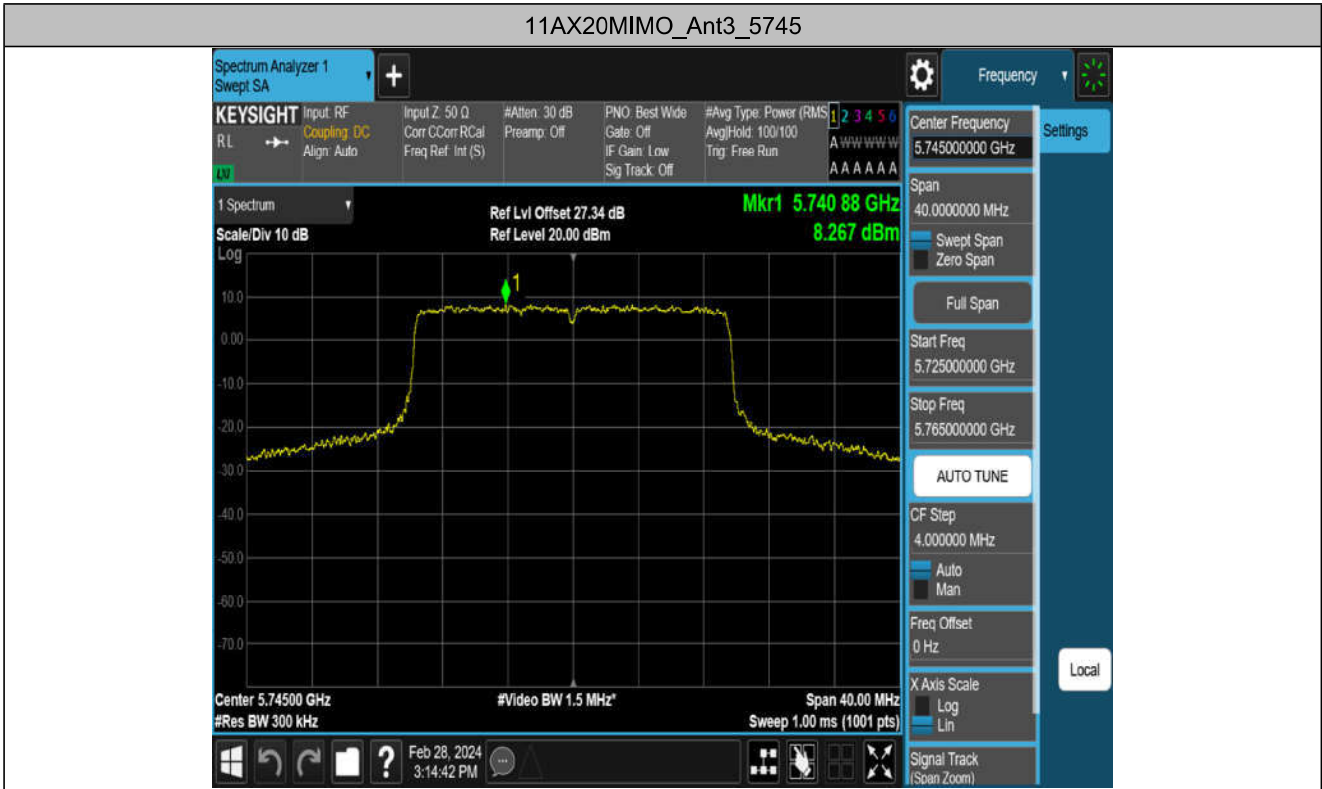 11AX20MIMO_Ant3_5745
Spectrum Analyzer 1
Swept SA
+
Frequency
KEYSIGHT
RL
LXI
Input: RF
Coupling: DC
Align: Auto
Input Z: 50 Ω
Corr CCorr RCal
Freq Ref: Int (S)
#Atten: 30 dB
Preamp: Off
PNO: Best Wide
Gate: Off
IF Gain: Low
Sig Track: Off
#Avg Type: Power (RMS
Avg|Hold: 100/100
Trig: Free Run
1 2 3 4 5 6
A W W W W W
A A A A A A
1 Spectrum
Scale/Div 10 dB
Log
Ref Lvl Offset 27.34 dB
Ref Level 20.00 dBm
Mkr1 5.740 88 GHz
8.267 dBm
1
10.0
0.00
-10.0
-20.0
-30.0
-40.0
-50.0
-60.0
-70.0
Center 5.74500 GHz
#Res BW 300 kHz
#Video BW 1.5 MHz*
Span 40.00 MHz
Sweep 1.00 ms (1001 pts)
?
Feb 28, 2024
3:14:42 PM
Center Frequency
5.745000000 GHz
Settings
Span
40.0000000 MHz
Swept Span
Zero Span
Full Span
Start Freq
5.725000000 GHz
Stop Freq
5.765000000 GHz
AUTO TUNE
CF Step
4.000000 MHz
Auto
Man
Freq Offset
0 Hz
Local
X Axis Scale
Log
Lin
Signal Track
(Span Zoom)